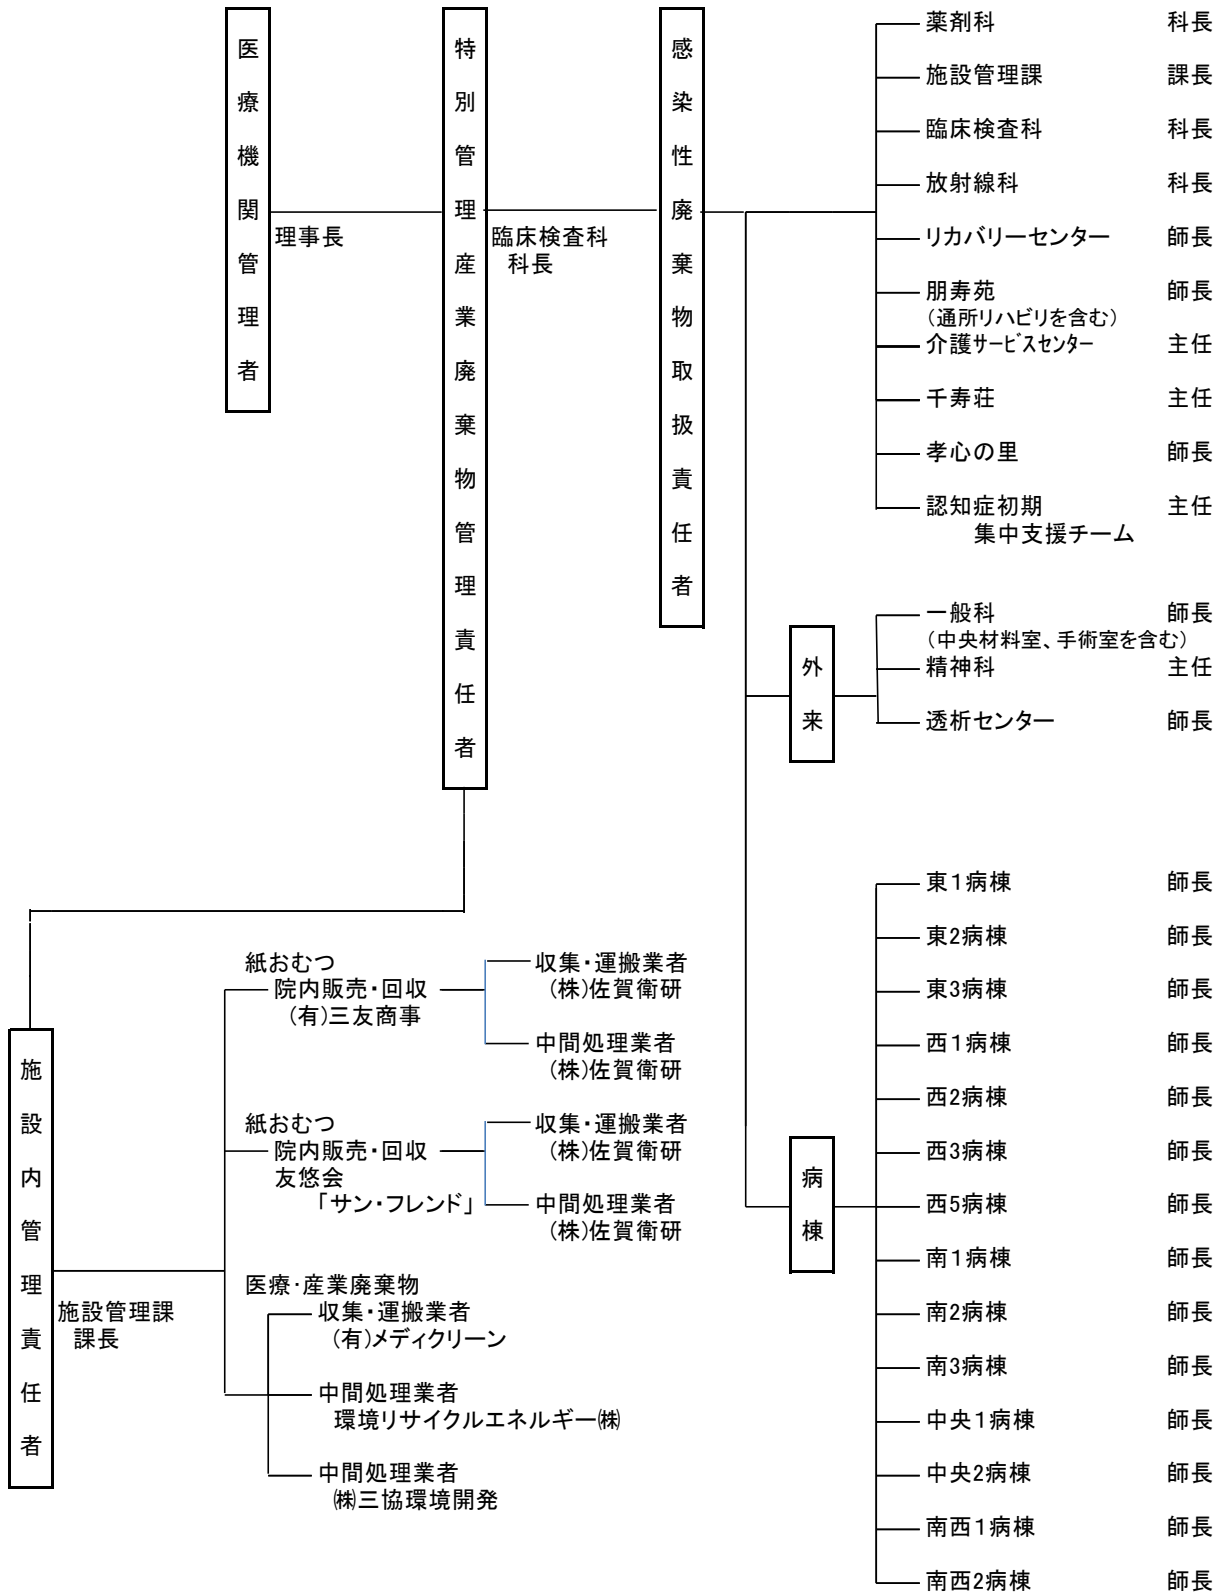 医療機関管理者
理事長
特別管理産業廃棄物管理責任者
臨床検査科
科長
感染性廃棄物取扱責任者
薬剤科 科長
施設管理課 課長
臨床検査科 科長
放射線科 科長
リカバリーセンター 師長
朋寿苑 師長
(通所リハビリを含む)
介護サービスセンター 主任
千寿荘 主任
孝心の里 師長
認知症初期 主任
集中支援チーム
外来
一般科 師長
(中央材料室、手術室を含む)
精神科 主任
透析センター 師長
病棟
東1病棟 師長
東2病棟 師長
東3病棟 師長
西1病棟 師長
西2病棟 師長
西3病棟 師長
西5病棟 師長
南1病棟 師長
南2病棟 師長
南3病棟 師長
中央1病棟 師長
中央2病棟 師長
南西1病棟 師長
南西2病棟 師長
施設内管理責任者
施設管理課
課長
紙おむつ
院内販売・回収
(有)三友商事
収集・運搬業者
(株)佐賀衛研
中間処理業者
(株)佐賀衛研
紙おむつ
院内販売・回収
友悠会
「サン・フレンド」
収集・運搬業者
(株)佐賀衛研
中間処理業者
(株)佐賀衛研
医療・産業廃棄物
収集・運搬業者
(有)メディクリーン
中間処理業者
環境リサイクルエネルギー㈱
中間処理業者
㈱三協環境開発